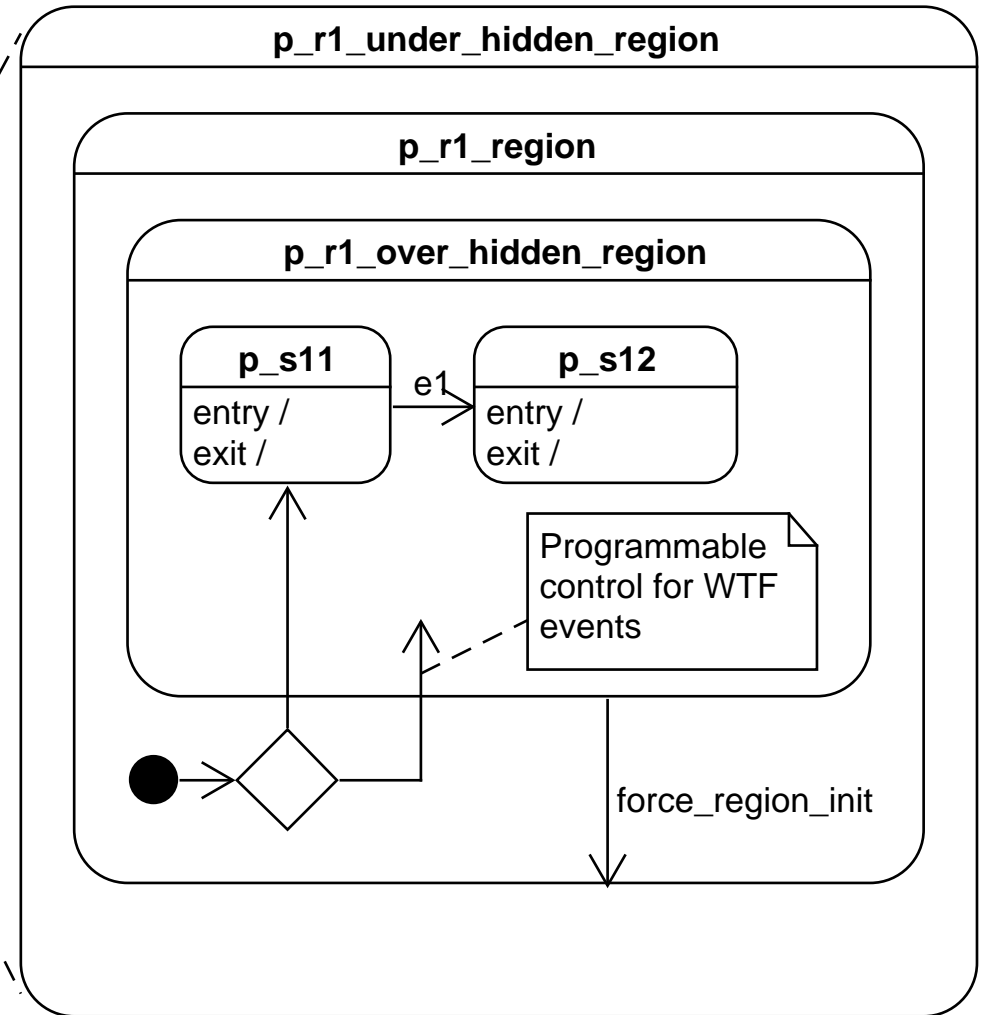 p_r1_under_hidden_region
p_r1_region
p_r1_over_hidden_region
p_s11
entry /
exit /
e1
p_s12
entry /
exit /
Programmable
control for WTF
events
force_region_init